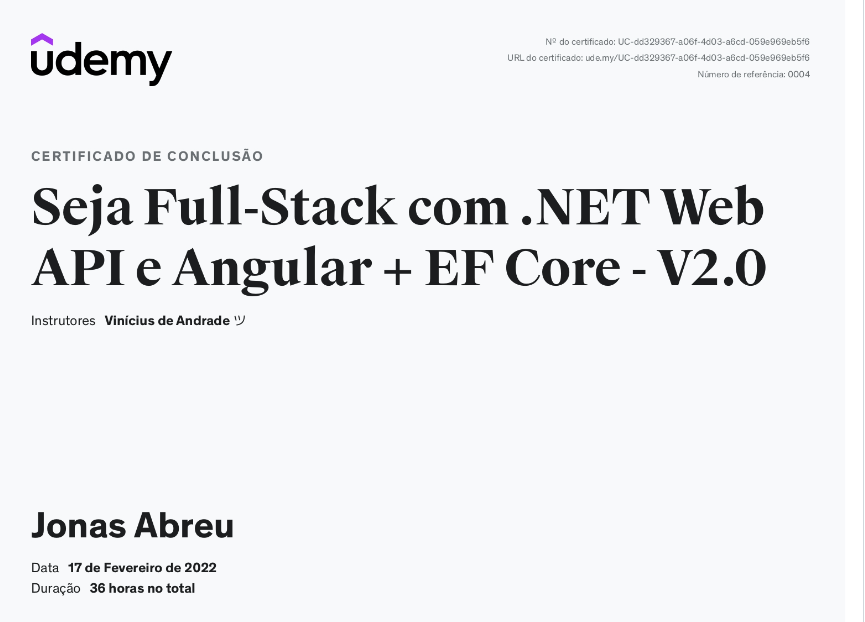 udemy
Nº do certificado: UC-dd329367-a06f-4d03-a6cd-059e969eb5f6
URL do certificado: ude.my/UC-dd329367-a06f-4d03-a6cd-059e969eb5f6
Número de referência: 0004
CERTIFICADO DE CONCLUSÃO
Seja Full-Stack com .NET Web
API e Angular + EF Core - V2.0
Instrutores Vinícius de Andrade ツ
Jonas Abreu
Data 17 de Fevereiro de 2022
Duração 36 horas no total